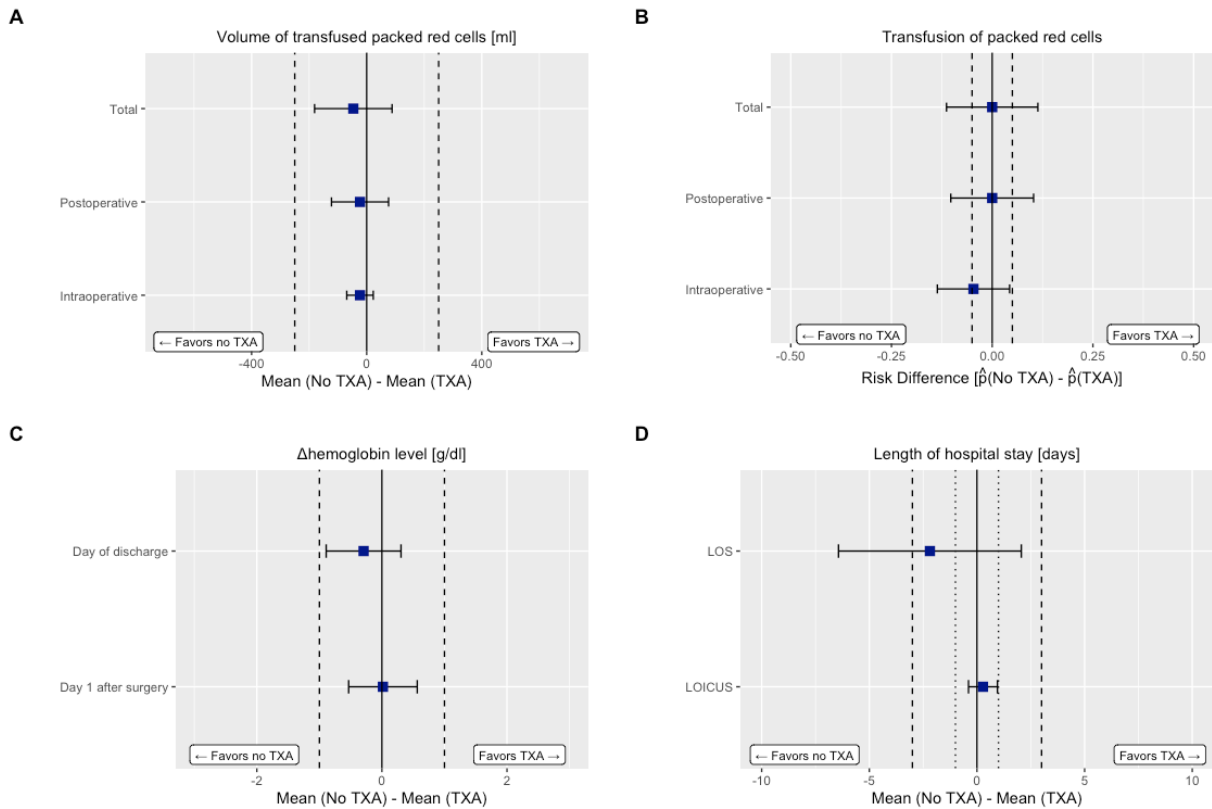 A
Volume of transfused packed red cells [ml]
Total
Postoperative
Intraoperative
← Favors no TXA
Favors TXA →
-400
0
400
Mean (No TXA) - Mean (TXA)
B
Transfusion of packed red cells
Total
Postoperative
Intraoperative
← Favors no TXA
Favors TXA →
-0.50
-0.25
0.00
0.25
0.50
Risk Difference [p̂(No TXA) - p̂(TXA)]
C
Δhemoglobin level [g/dl]
Day of discharge
Day 1 after surgery
← Favors no TXA
Favors TXA →
-2
0
2
Mean (No TXA) - Mean (TXA)
D
Length of hospital stay [days]
LOS
LOICUS
← Favors no TXA
Favors TXA →
-10
-5
0
5
10
Mean (No TXA) - Mean (TXA)